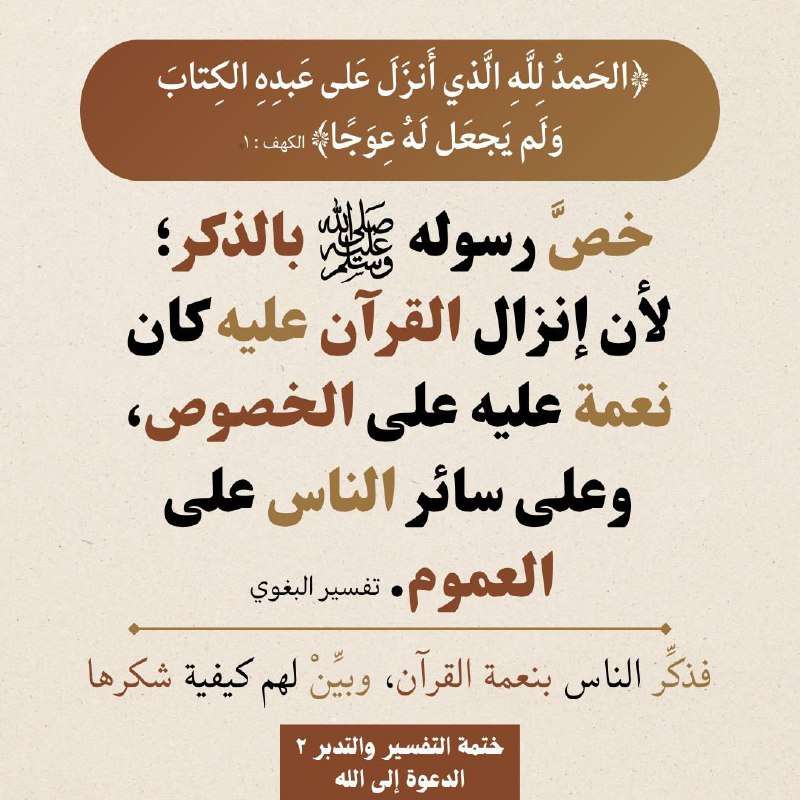 ﴿الحَمدُ لِلَّهِ الَّذي أَنزَلَ عَلى عَبدِهِ الكِتابَ
وَلَم يَجعَل لَهُ عِوَجًا﴾ الكهف : ١.
خصَّ رسوله ﷺ بالذكر؛
لأن إنزال القرآن عليه كان
نعمة عليه على الخصوص،
وعلى سائر الناس على
العموم. تفسير البغوي
فذكِّر الناس بنعمة القرآن، وبيِّنْ لهم كيفية شكرها
ختمة التفسير والتدبر ٢
الدعوة إلى الله